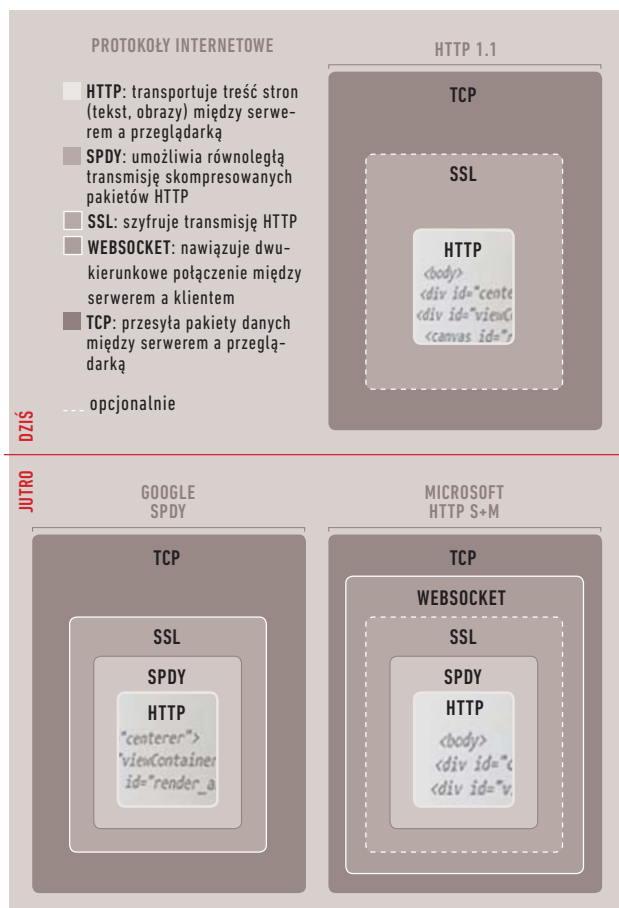 PROTOKOŁY INTERNETOWE
HTTP: transportuje treść stron
(tekst, obrazy) między serwe-
rem a przeglądarką
SPDY: umożliwia równoległą
transmisję skompresowanych
pakietów HTTP
SSL: szyfruje transmisję HTTP
WEBSOCKET: nawiązuje dwu-
kierunkowe połączenie między
serwerem a klientem
TCP: przesyła pakiety danych
między serwerem a przeglą-
darką
opcjonalnie
HTTP 1.1
TCP
SSL
HTTP
<body>
<div id="cente
<div id="viewC
<canvas id="r
DZIŚ
JUTRO
GOOGLE
SPDY
TCP
SSL
SPDY
HTTP
"centerer">
"viewContainer
id="render_a
MICROSOFT
HTTP S+M
TCP
WEBSOCKET
SSL
SPDY
HTTP
<body>
<div id="c
<div id="v